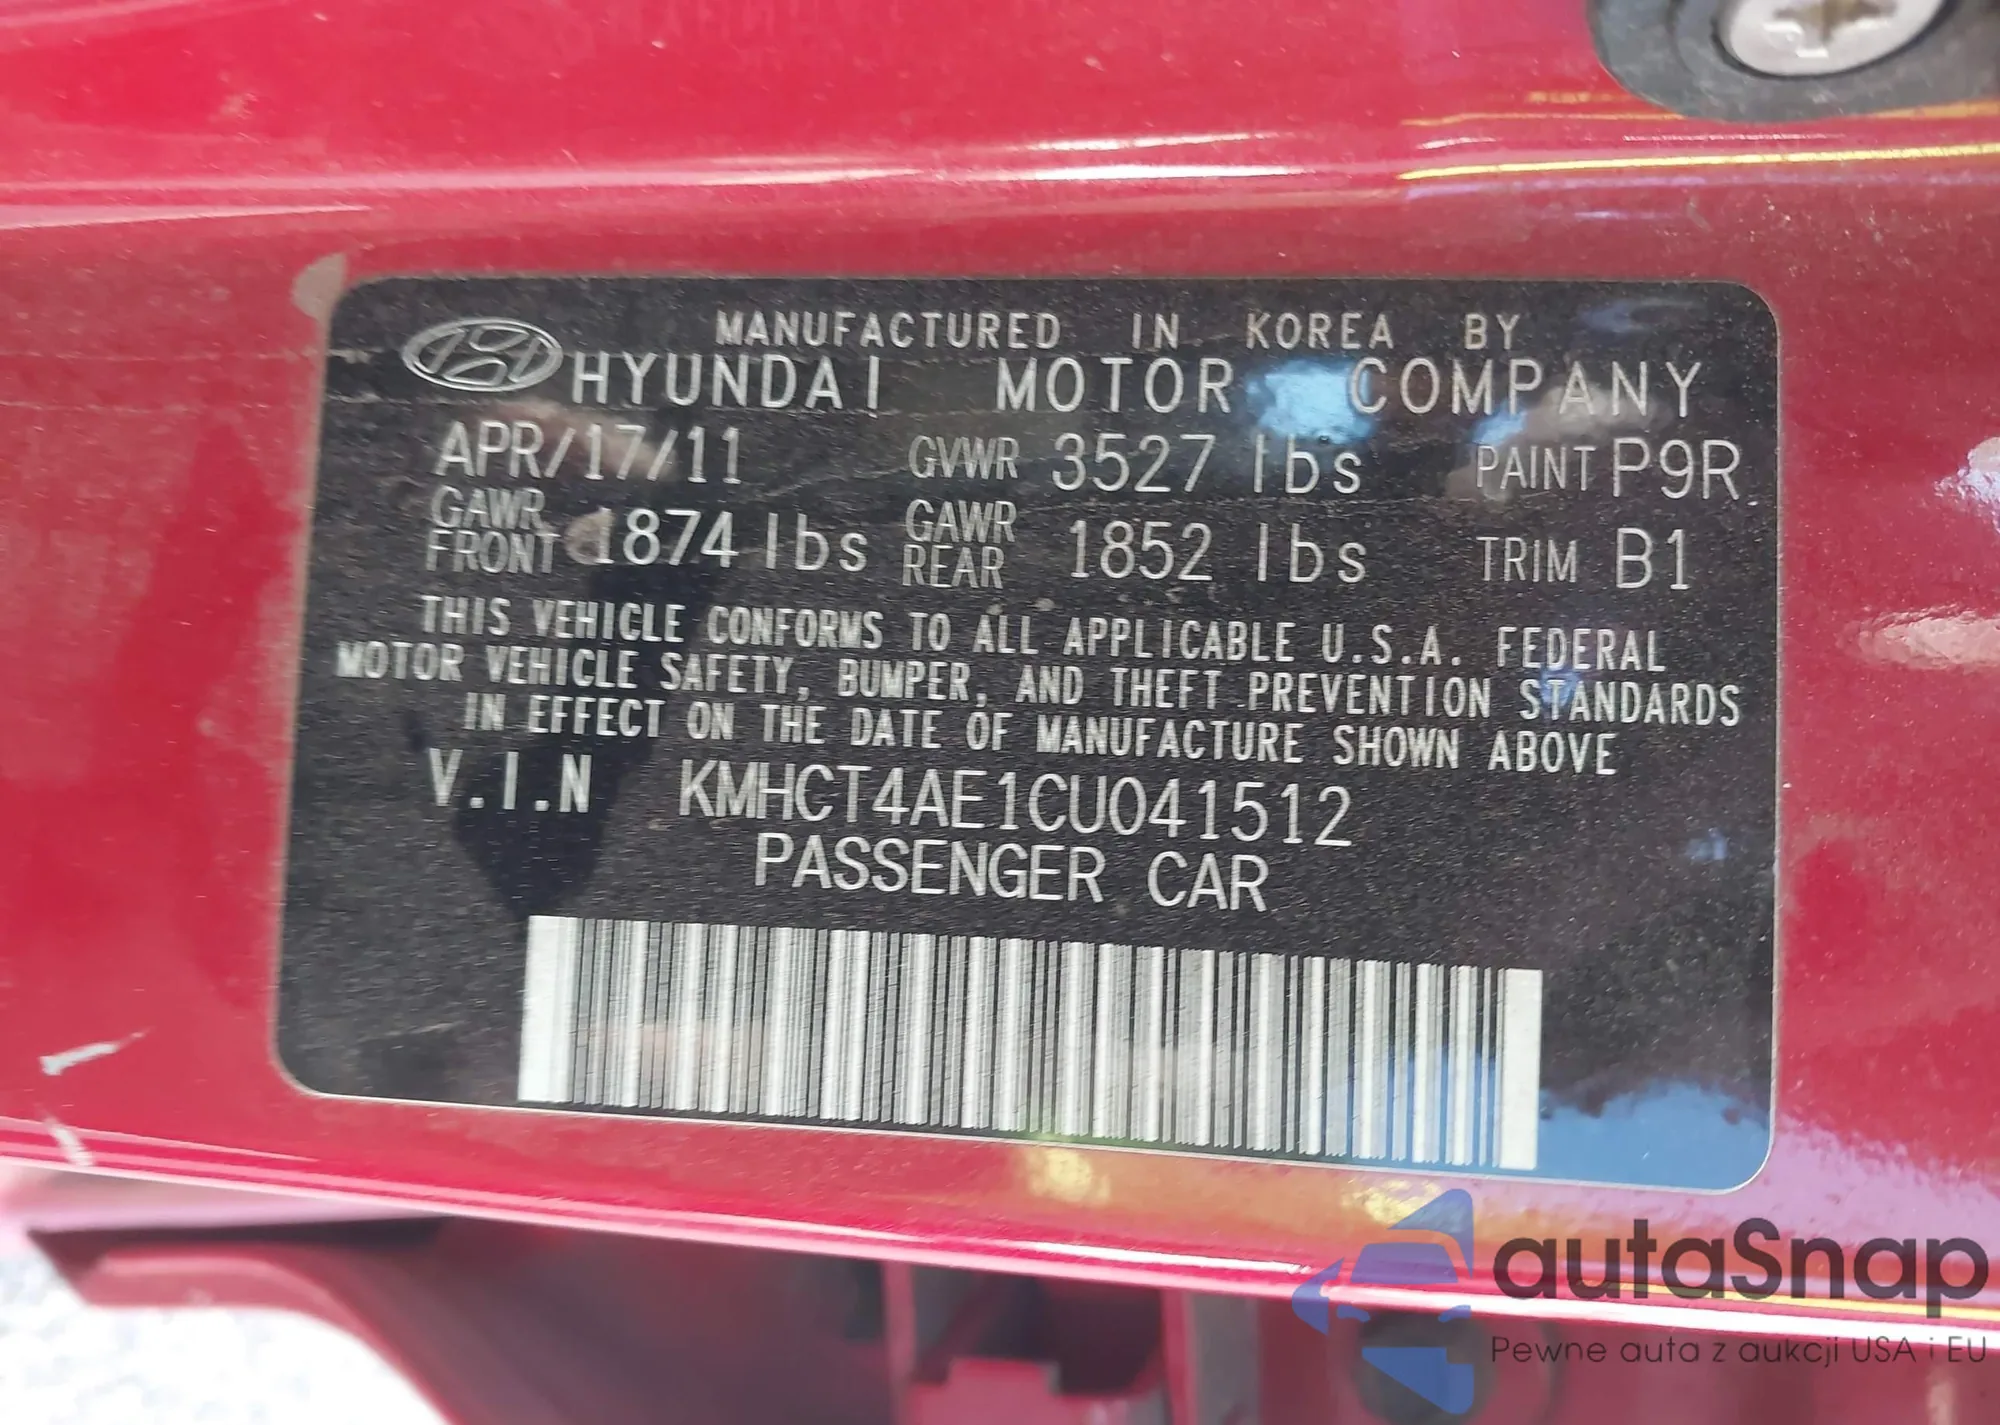 MANUFACTURED IN KOREA BY
HYUNDAI MOTOR COMPANY
APR/17/11 GVWR 3527 lbs PAINT P9R
GAWR FRONT 1874 lbs GAWR REAR 1852 lbs TRIM B1
THIS VEHICLE CONFORMS TO ALL APPLICABLE U.S.A. FEDERAL
MOTOR VEHICLE SAFETY, BUMPER, AND THEFT PREVENTION STANDARDS
IN EFFECT ON THE DATE OF MANUFACTURE SHOWN ABOVE
V.I.N KMHCT4AE1CU041512
PASSENGER CAR
autaSnap
Pewne auta z aukcji USA i EU